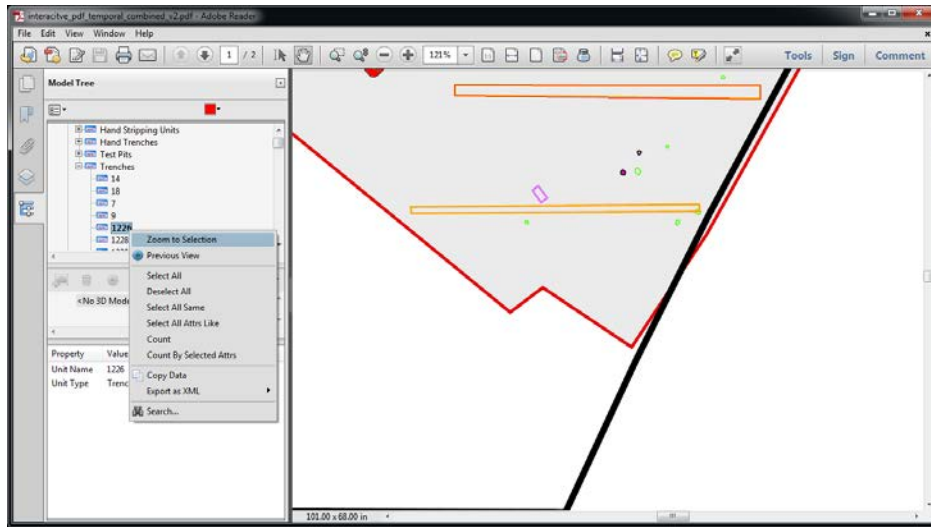 interacitve_pdf_temporal_combined_v2.pdf - Adobe Reader
File Edit View Window Help
1 / 2
121%
Tools Sign Comment
Model Tree
Hand Stripping Units
Hand Trenches
Test Pits
Trenches
14
18
7
9
1226
1228
Zoom to Selection
Previous View
Select All
Deselect All
Select All Same
Select All Attrs Like
Count
Count By Selected Attrs
Copy Data
Export as XML
Search...
<No 3D Mode
Property Value
Unit Name 1226
Unit Type Trenc
101.00 x 68.00 in